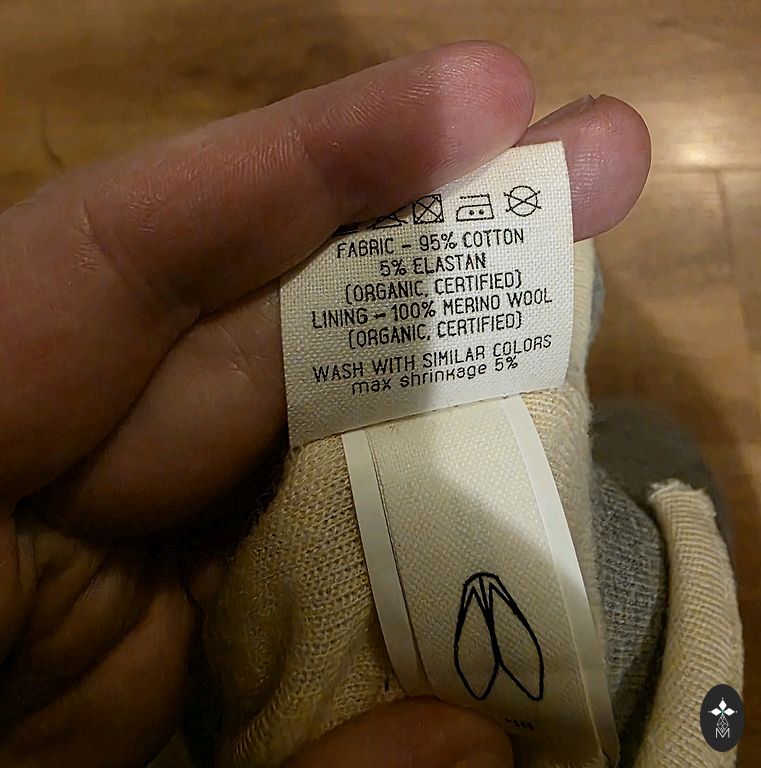 FABRIC – 95% COTTON
5% ELASTAN
(ORGANIC, CERTIFIED)
LINING – 100% MERINO WOOL
(ORGANIC, CERTIFIED)
WASH WITH SIMILAR COLORS
max shrinkage 5%
M